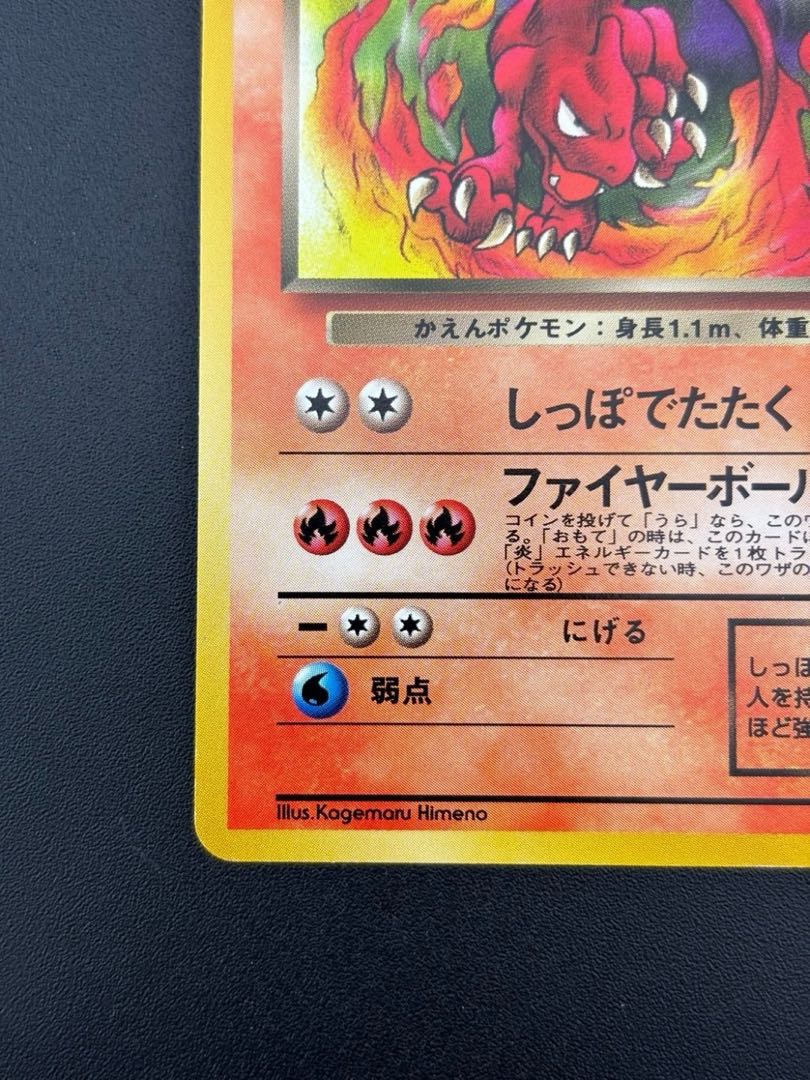 かえんポケモン：身長1.1m、体重
しっぽでたたく
ファイヤーボール
コインを投げて「うら」なら、この
る。「おもて」の時は、このカードに
「炎」エネルギーカードを1枚トラ
(トラッシュできない時、このワザの
になる)
ー にげる
弱点
しっぽ
人を持
ほど強
Illus.Kagemaru Himeno